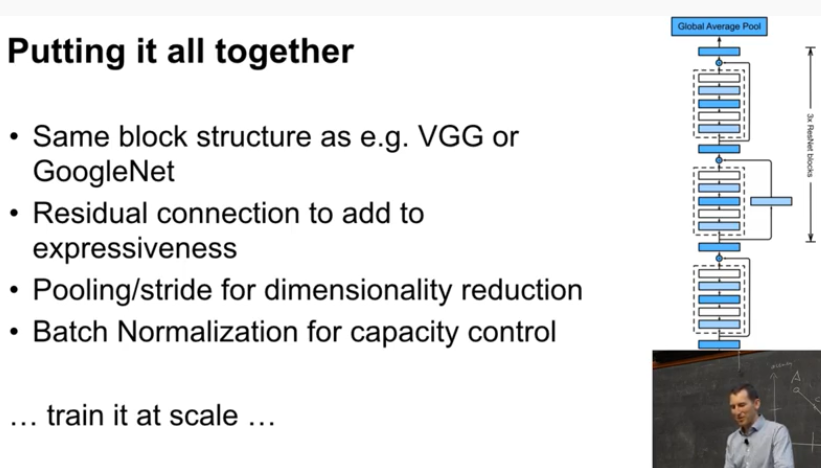 Putting it all together
• Same block structure as e.g. VGG or
GoogleNet
• Residual connection to add to
expressiveness
• Pooling/stride for dimensionality reduction
• Batch Normalization for capacity control
… train it at scale …
Global Average Pool
3x ResNet blocks
A